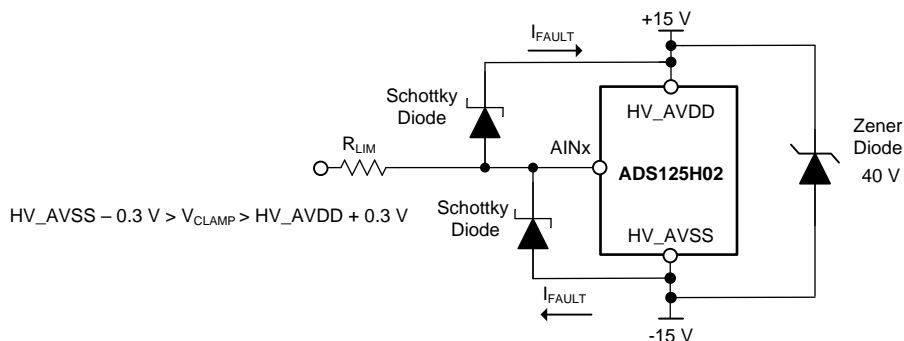 +15 V
I_FAULT
Schottky
Diode
HV_AVDD
R_LIM
AINx
ADS125H02
Zener
Diode
40 V
HV_AVSS – 0.3 V > V_CLAMP > HV_AVDD + 0.3 V
Schottky
Diode
HV_AVSS
I_FAULT
-15 V